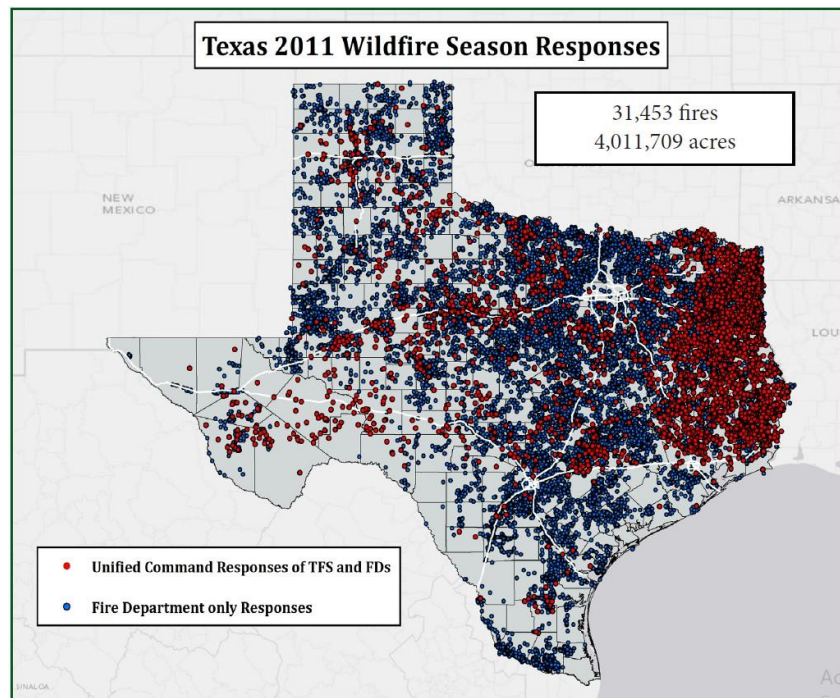 Texas 2011 Wildfire Season Responses
31,453 fires
4,011,709 acres
NEW
MEXICO
ARKANSA
LOU
Unified Command Responses of TFS and FDs
Fire Department only Responses
SINALOA